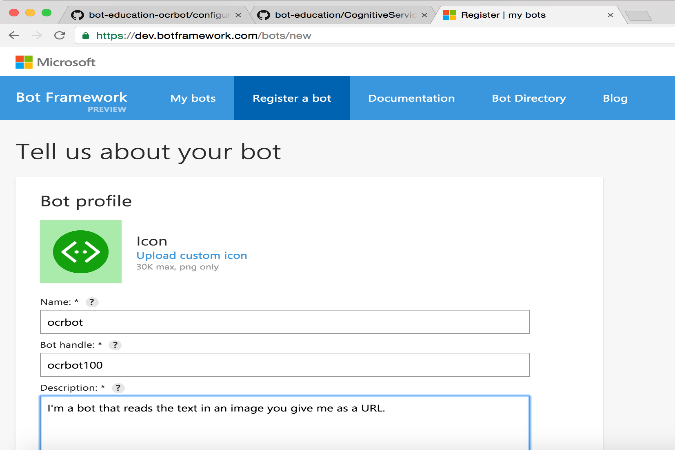 bot-education-ocrbot/configu
bot-education/CognitiveServic
Register | my bots
https://dev.botframework.com/bots/new
Microsoft
Bot Framework
PREVIEW
My bots
Register a bot
Documentation
Bot Directory
Blog
Tell us about your bot
Bot profile
Icon
Upload custom icon
30K max, png only
Name: * ?
ocrbot
Bot handle: * ?
ocrbot100
Description: * ?
I'm a bot that reads the text in an image you give me as a URL.